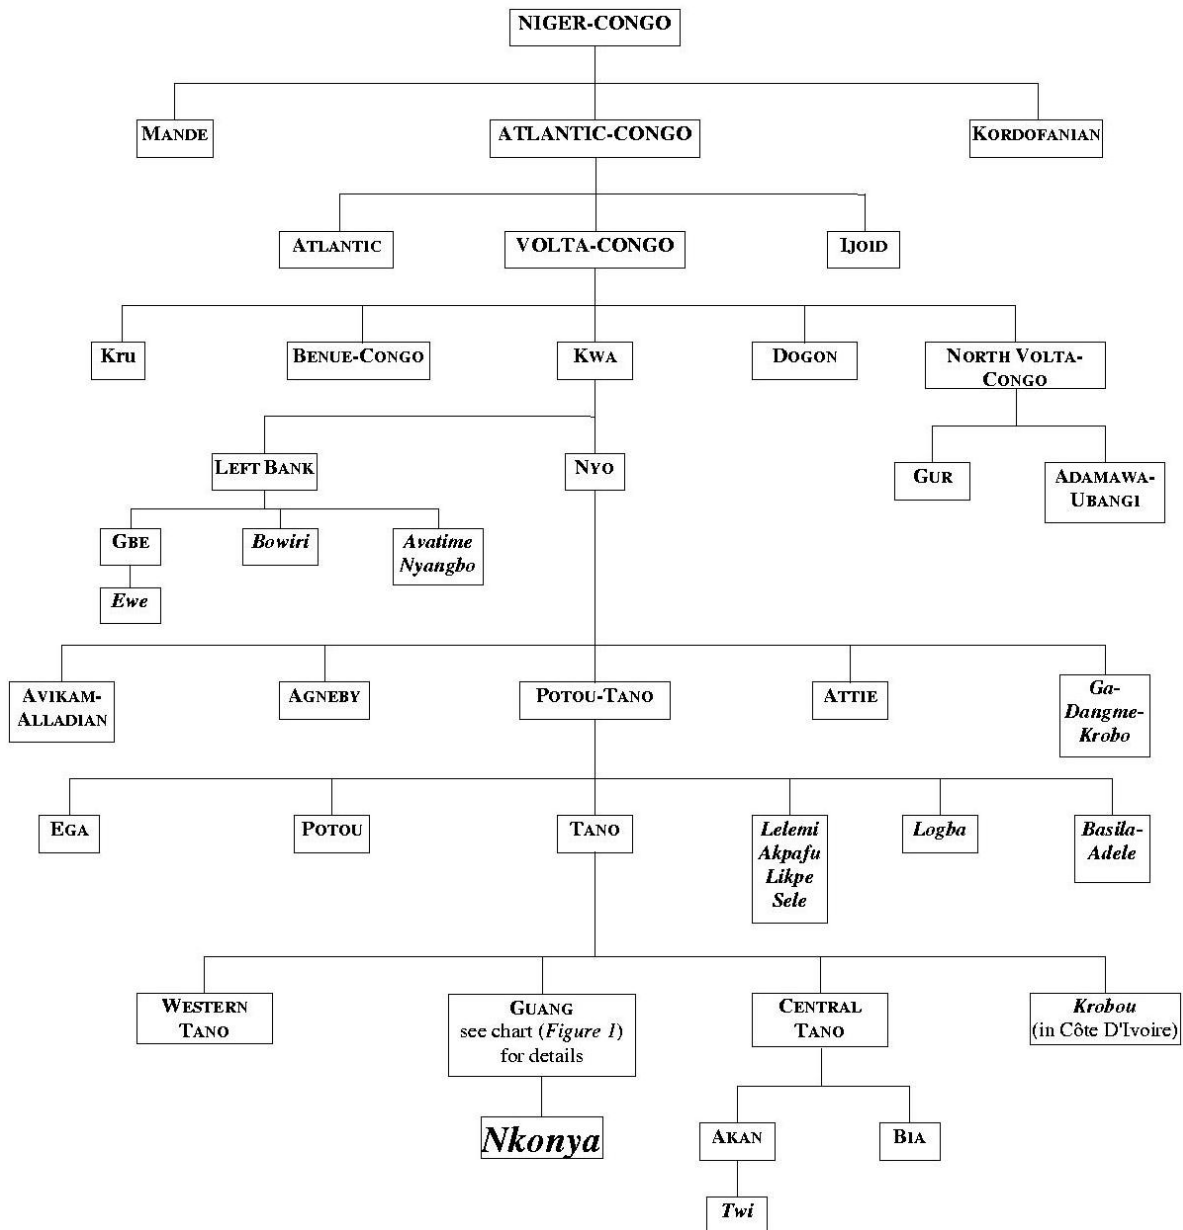 NIGER-CONGO
MANDE
ATLANTIC-CONGO
KORDOFANIAN
ATLANTIC
VOLTA-CONGO
IJOID
Kru
BENUE-CONGO
KWA
DOGON
NORTH VOLTA-
CONGO
LEFT BANK
NYO
GUR
ADAMAWA-
UBANGI
GBE
Bowiri
Avatime
Nyangbo
Ewe
AVIKAM-
ALLADIAN
AGNEBY
POTOU-TANO
ATTIE
Ga-
Dangme-
Krobo
EGA
POTOU
TANO
Lelemi
Akpafu
Likpe
Sele
Logba
Basila-
Adele
WESTERN
TANO
GUANG
see chart (Figure 1)
for details
CENTRAL
TANO
Krobou
(in Côte D'Ivoire)
Nkonya
AKAN
BIA
Twi